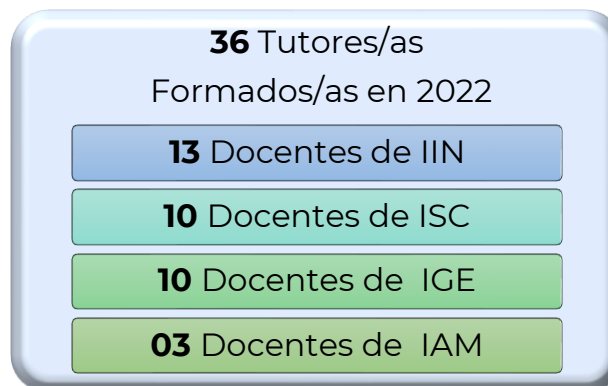 36 Tutores/as
Formados/as en 2022
13 Docentes de IIN
10 Docentes de ISC
10 Docentes de IGE
03 Docentes de IAM